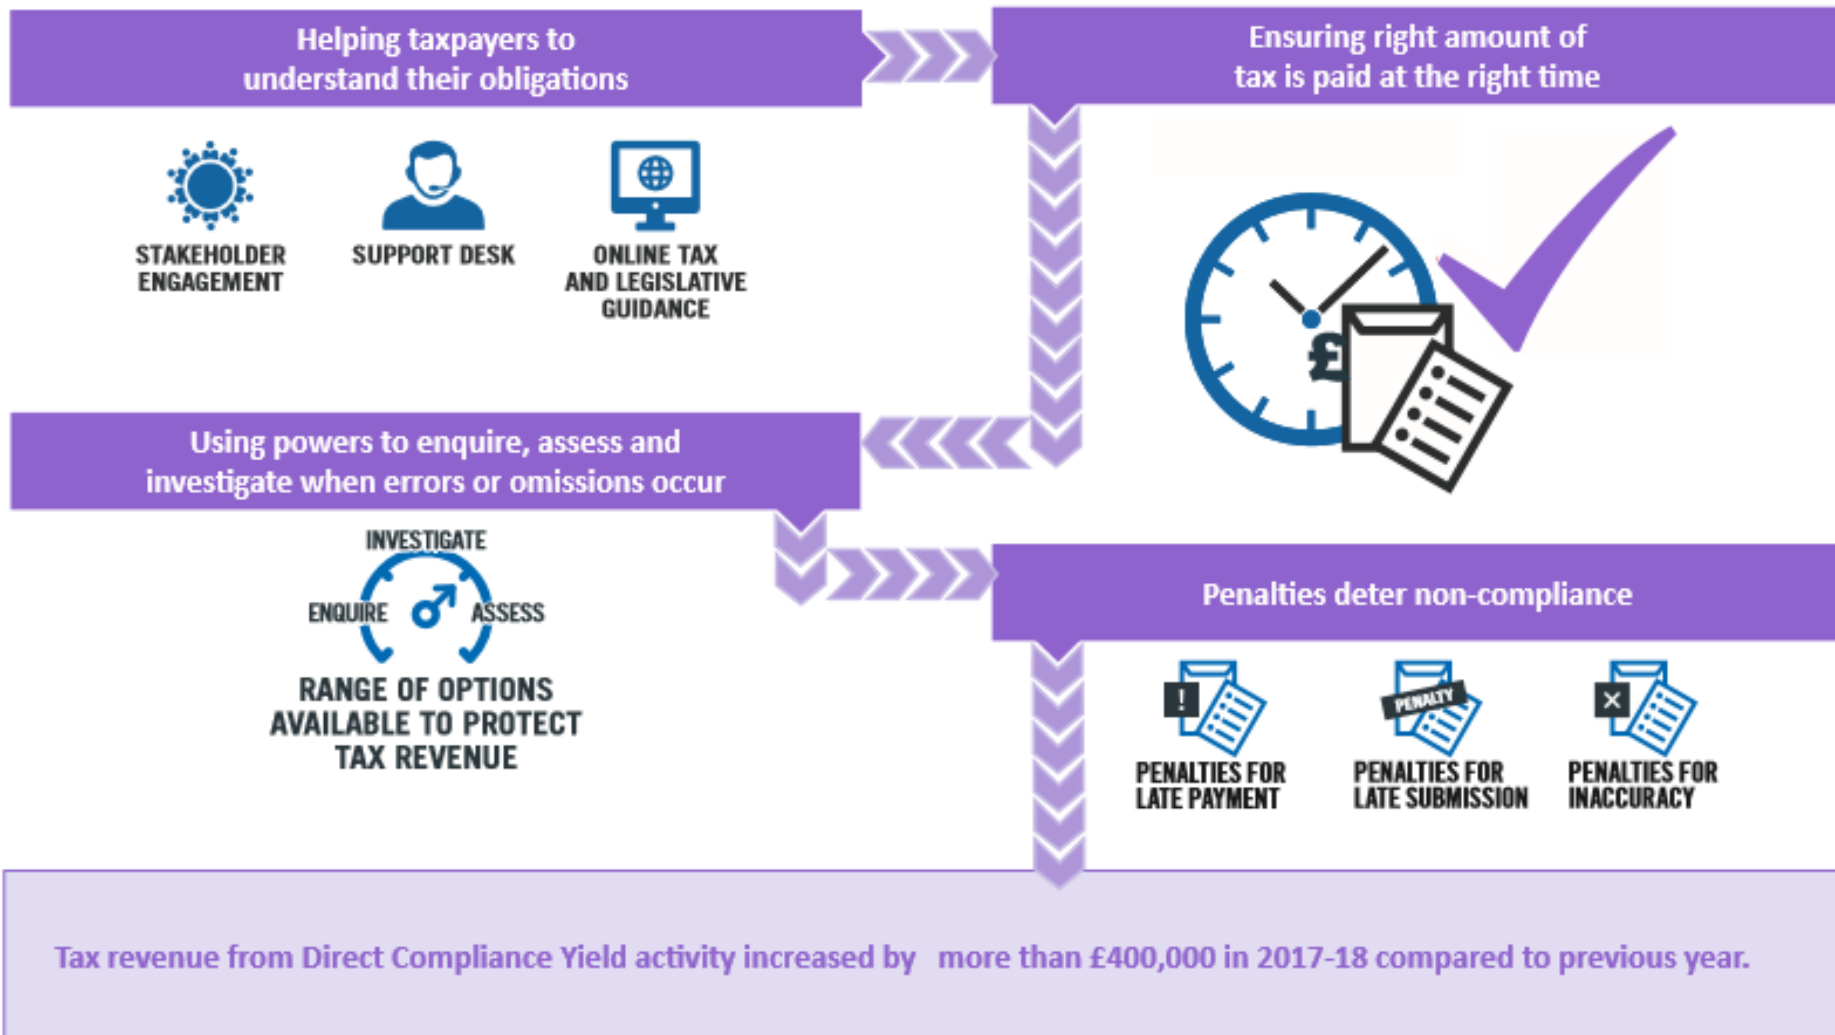 Helping taxpayers to
understand their obligations
Ensuring right amount of
tax is paid at the right time
STAKEHOLDER
ENGAGEMENT
SUPPORT DESK
ONLINE TAX
AND LEGISLATIVE
GUIDANCE
£
Using powers to enquire, assess and
investigate when errors or omissions occur
INVESTIGATE
ENQUIRE
ASSESS
RANGE OF OPTIONS
AVAILABLE TO PROTECT
TAX REVENUE
Penalties deter non-compliance
!
PENALTY
PENALTIES FOR
LATE PAYMENT
PENALTIES FOR
LATE SUBMISSION
PENALTIES FOR
INACCURACY
Tax revenue from Direct Compliance Yield activity increased by more than £400,000 in 2017-18 compared to previous year.